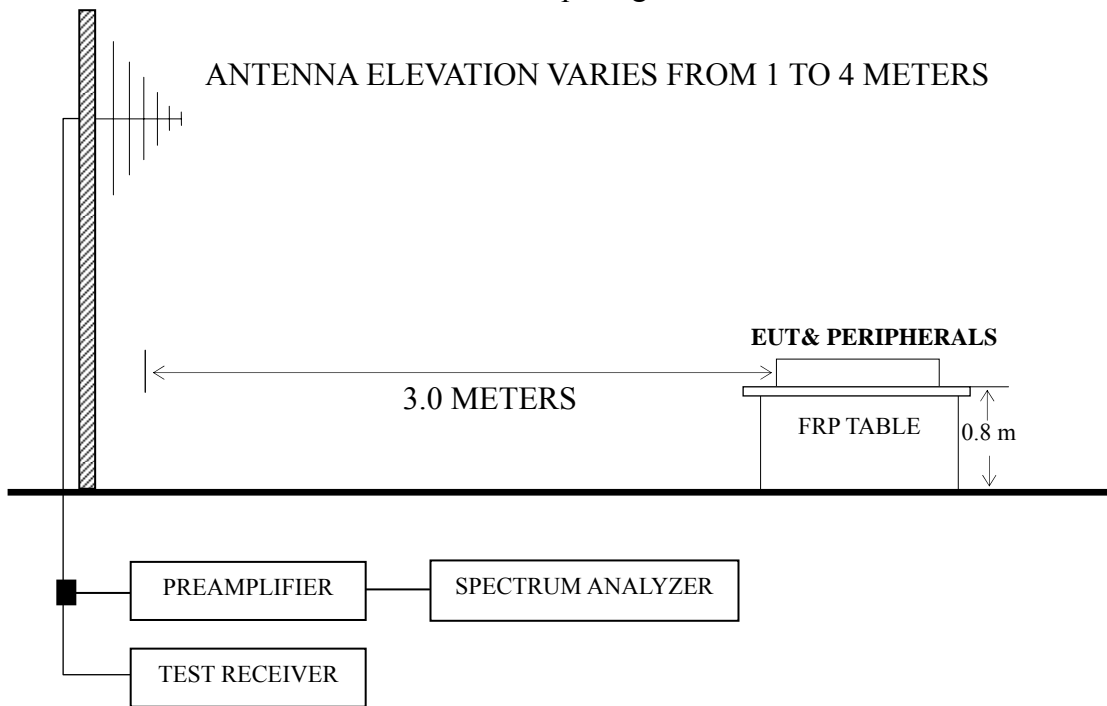 ANTENNA ELEVATION VARIES FROM 1 TO 4 METERS
EUT& PERIPHERALS
3.0 METERS
FRP TABLE
0.8 m
PREAMPLIFIER
SPECTRUM ANALYZER
TEST RECEIVER